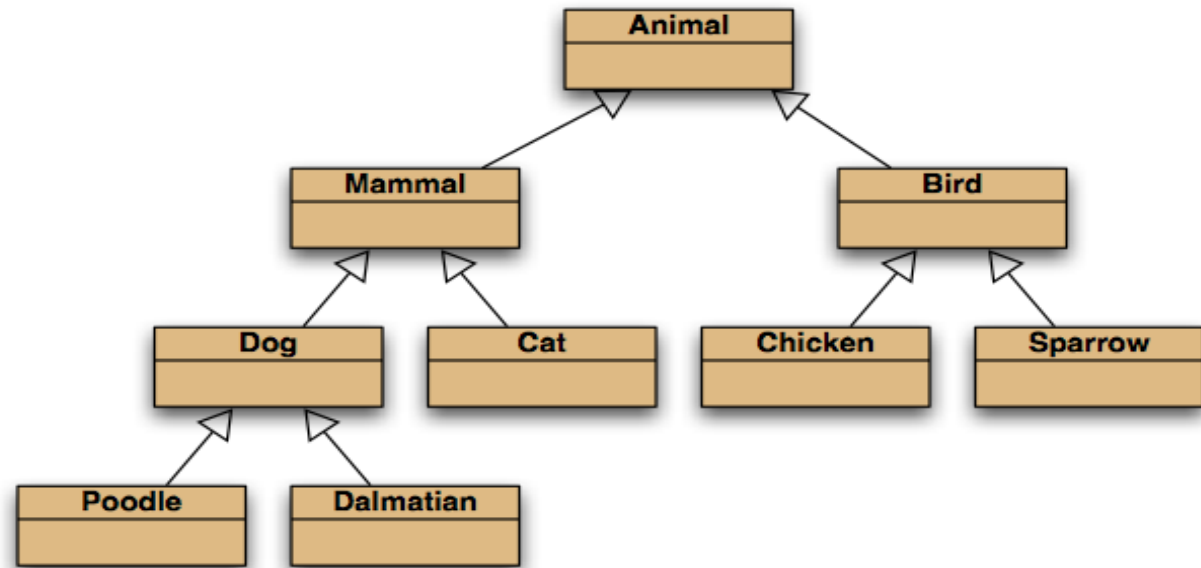 Animal
Mammal
Bird
Dog
Cat
Chicken
Sparrow
Poodle
Dalmatian